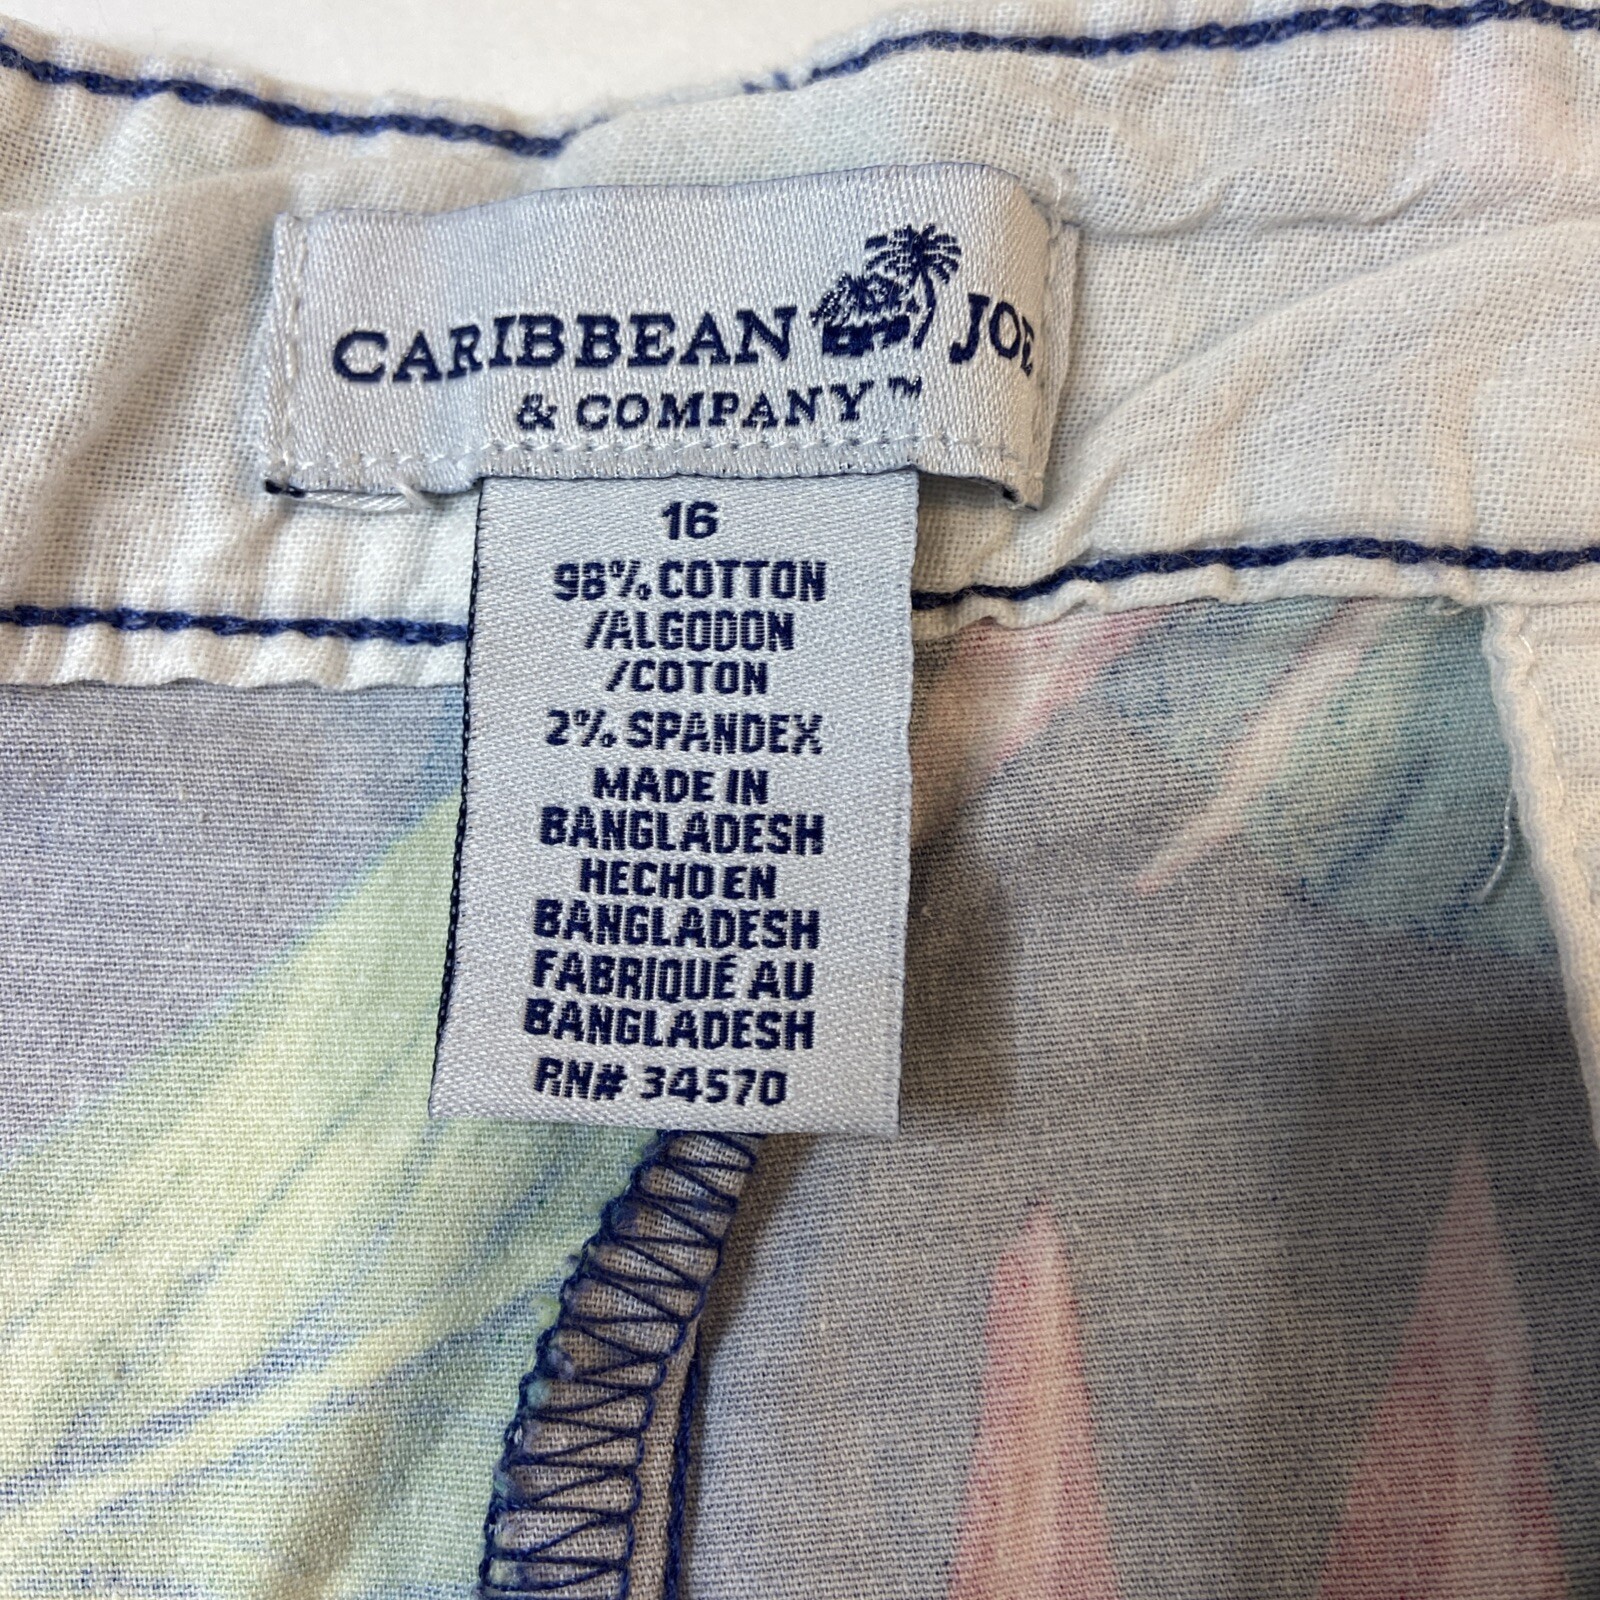 CARIBBEAN JOE
& COMPANY™
16
98% COTTON
/ALGODON
/COTON
2% SPANDEX
MADE IN
BANGLADESH
HECHO EN
BANGLADESH
FABRIQUÉ AU
BANGLADESH
RN# 34570